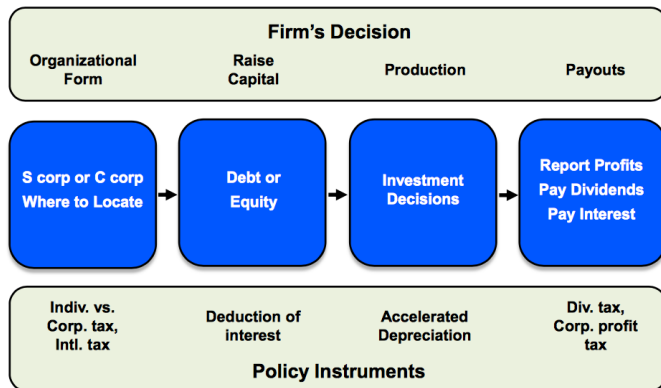 Firm's Decision
Organizational
Form
Raise
Capital
Production
Payouts
S corp or C corp
Where to Locate
Debt or
Equity
Investment
Decisions
Report Profits
Pay Dividends
Pay Interest
Indiv. vs.
Corp. tax,
Intl. tax
Deduction of
interest
Accelerated
Depreciation
Div. tax,
Corp. profit
tax
Policy Instruments